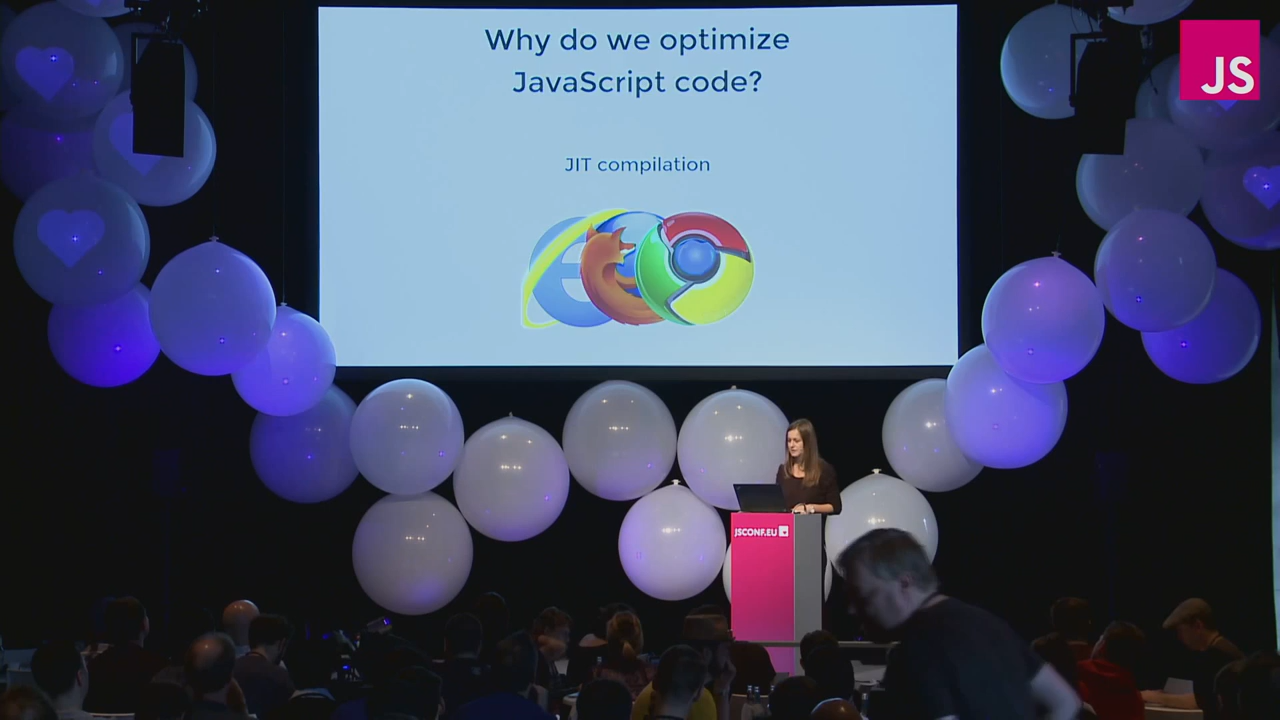 Why do we optimize
JavaScript code?
JIT compilation
JS
JSCONF.EU